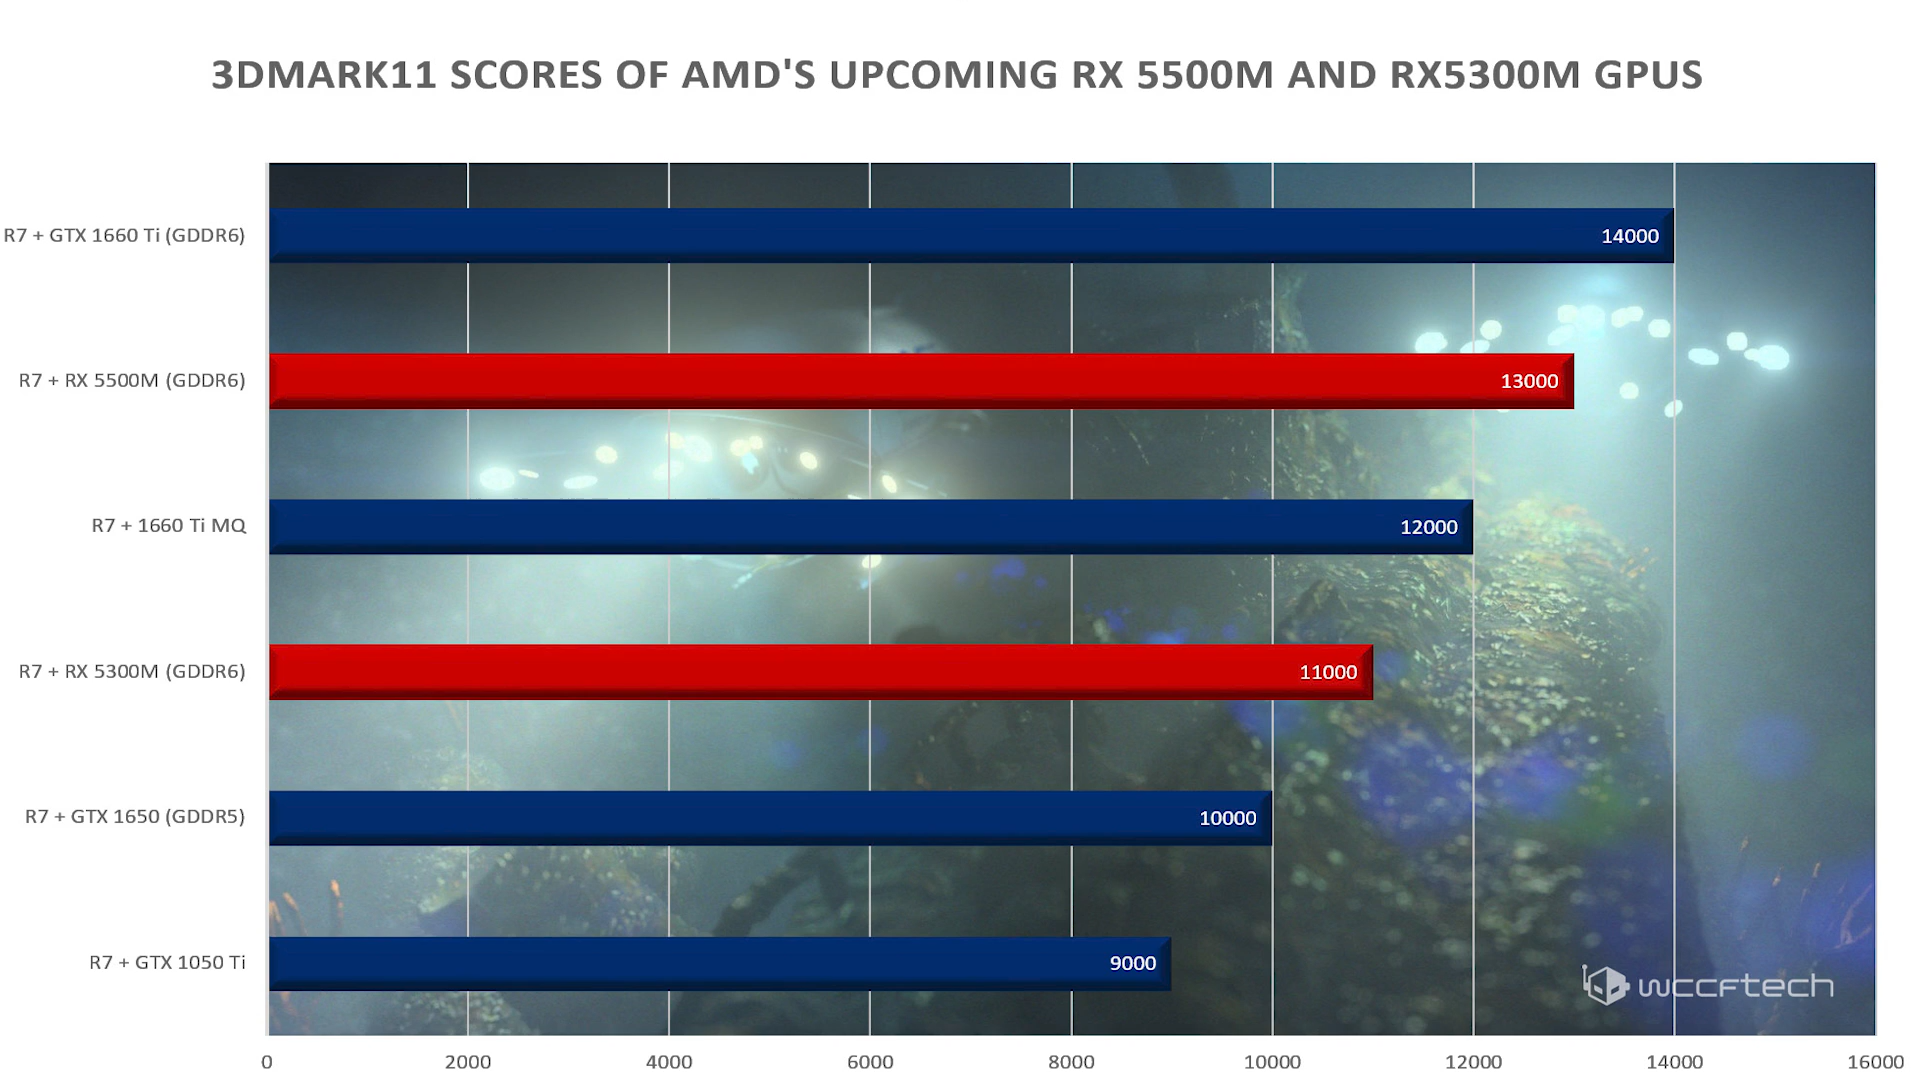 3DMARK11 SCORES OF AMD'S UPCOMING RX 5500M AND RX5300M GPUS
R7 + GTX 1660 Ti (GDDR6)
14000
R7 + RX 5500M (GDDR6)
13000
R7 + 1660 Ti MQ
12000
R7 + RX 5300M (GDDR6)
11000
R7 + GTX 1650 (GDDR5)
10000
R7 + GTX 1050 Ti
9000
wccftech
0 2000 4000 6000 8000 10000 12000 14000 16000